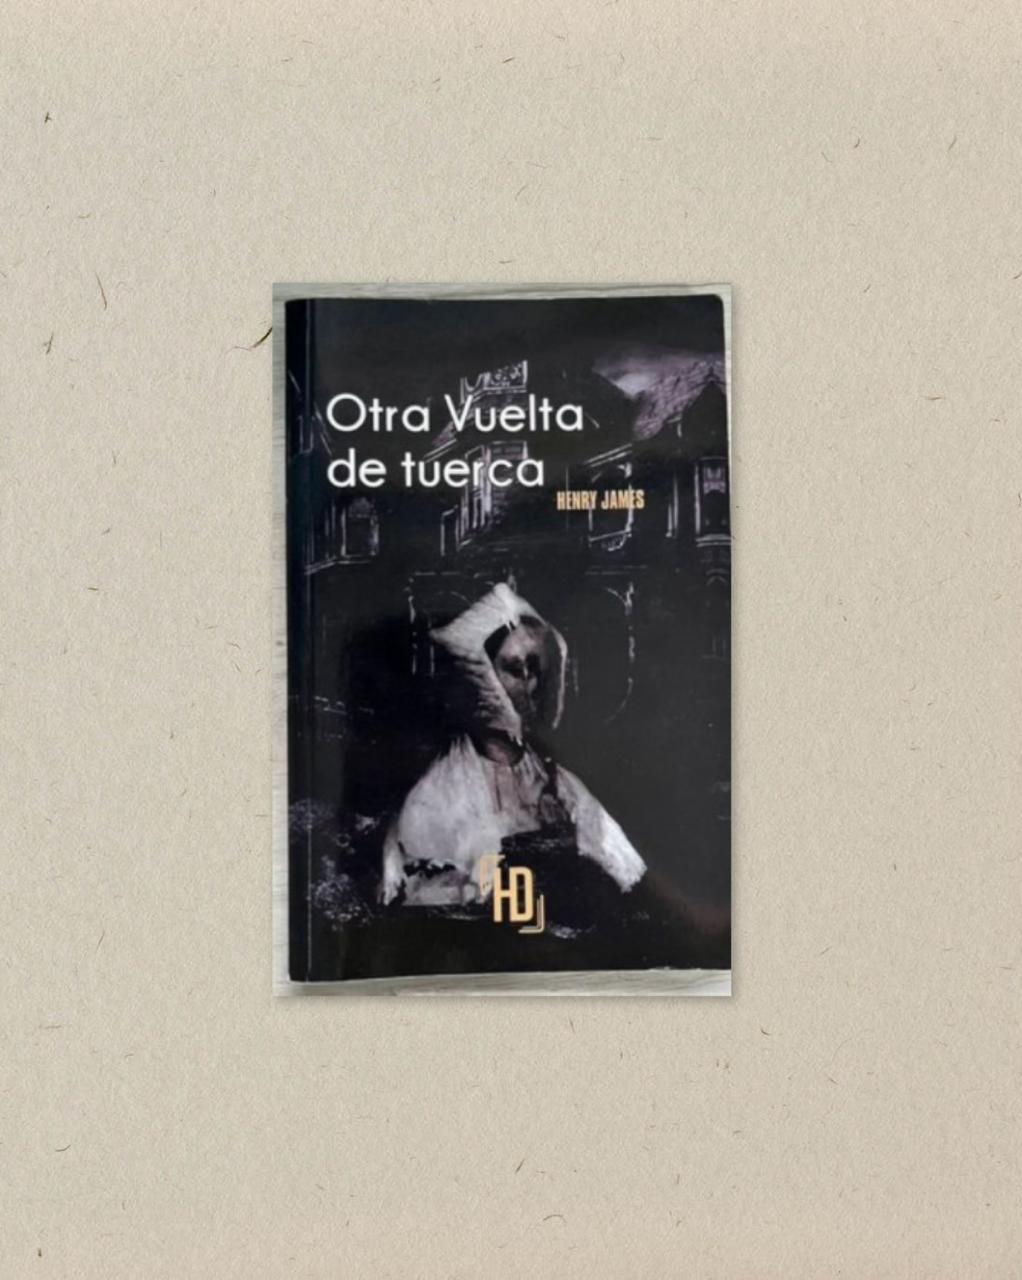 Otra Vuelta
de tuerca
HENRY JAMES
HD